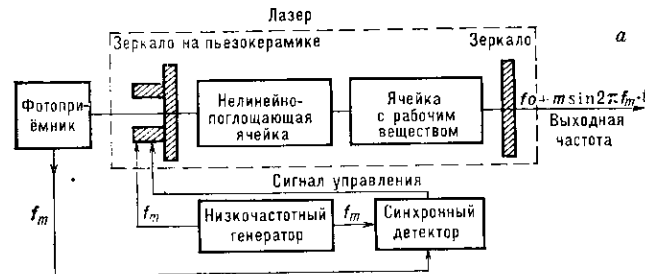 Лазер
а
Зеркало на пьезокерамике
Зеркало
Фотопри-
ёмник
Нелинейно-
поглощающая
ячейка
Ячейка
с рабочим
веществом
fo+m sin2πfm·t
Выходная
частота
Сигнал управления
fm
fm
Низкочастотный
генератор
fm
Синхронный
детектор